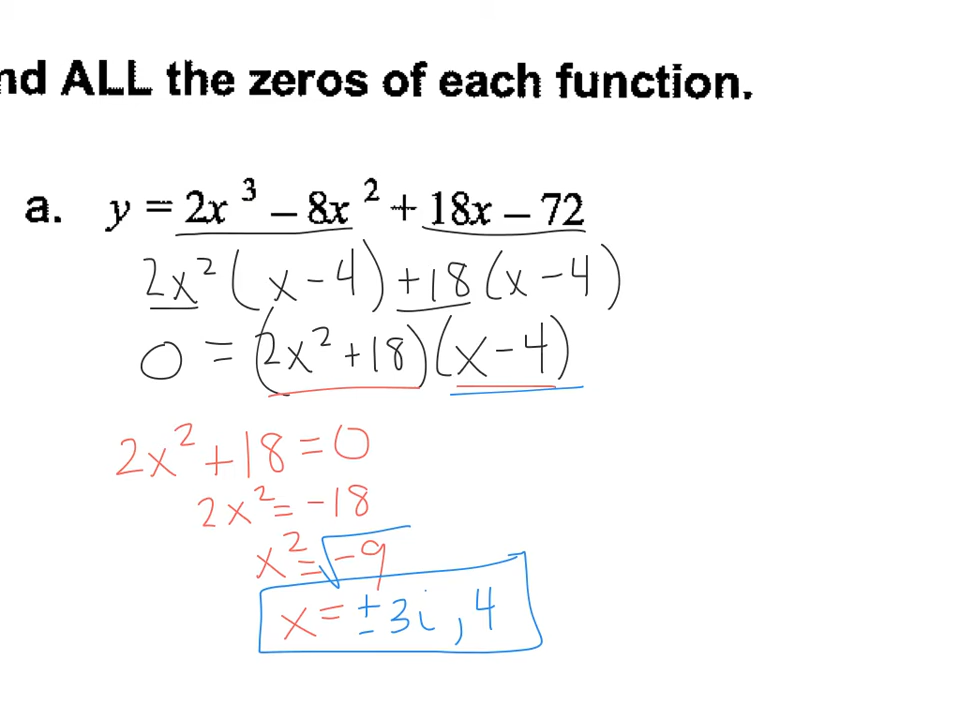 nd ALL the zeros of each function.
a. y = 2x³ – 8x² + 18x – 72
2x²(x-4)+18(x-4)
0 = (2x²+18)(x-4)
2x²+18=0
2x²=-18
x²=√-9
x=±3i, 4